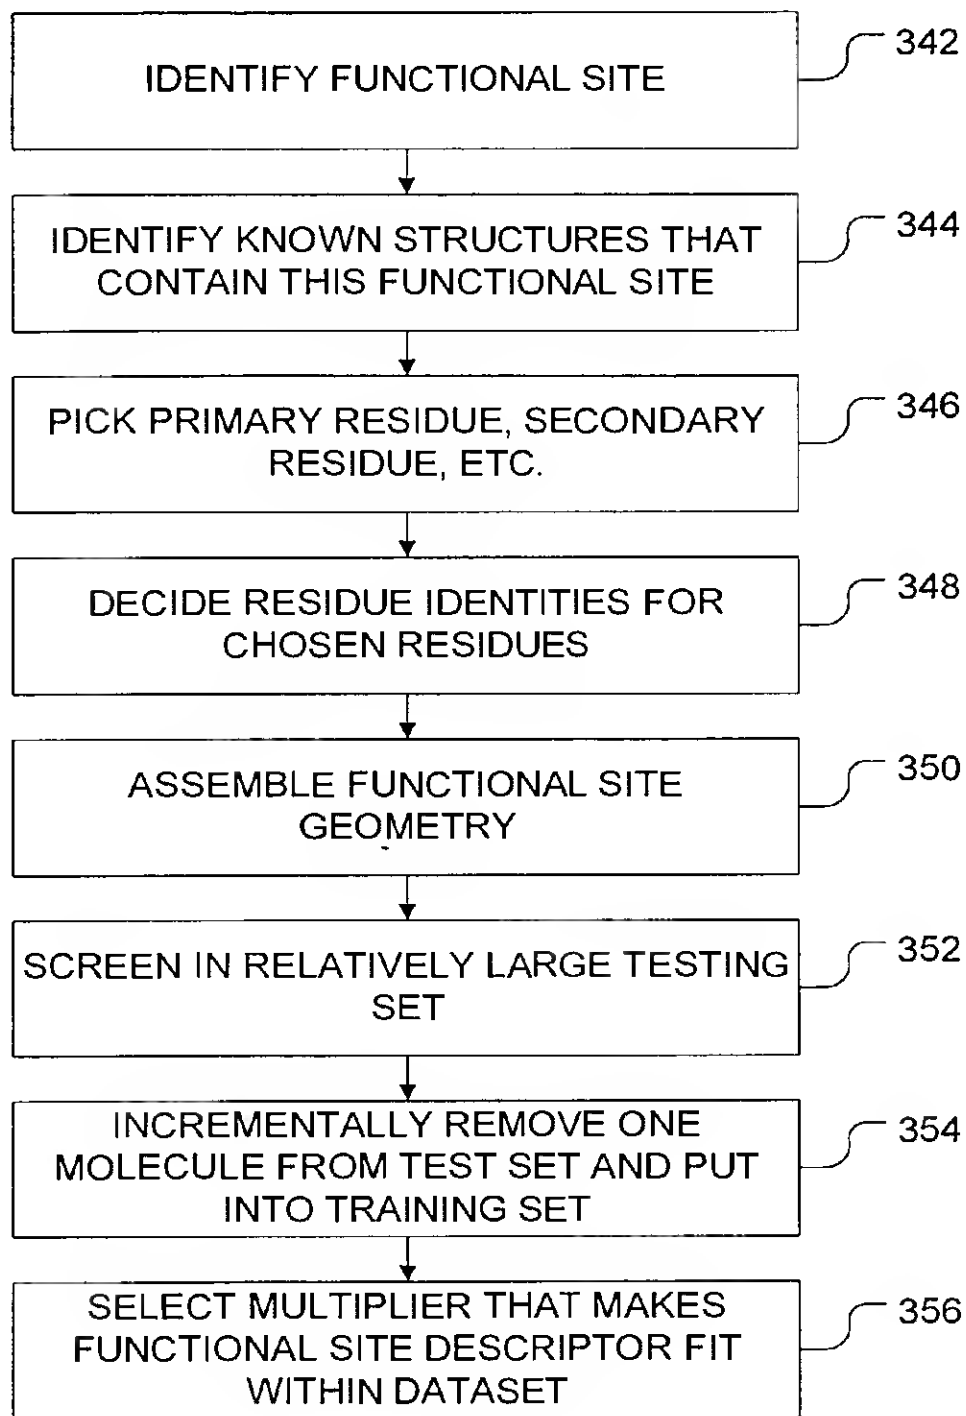 342
IDENTIFY FUNCTIONAL SITE
344
IDENTIFY KNOWN STRUCTURES THAT
CONTAIN THIS FUNCTIONAL SITE
346
PICK PRIMARY RESIDUE, SECONDARY
RESIDUE, ETC.
348
DECIDE RESIDUE IDENTITIES FOR
CHOSEN RESIDUES
350
ASSEMBLE FUNCTIONAL SITE
GEOMETRY
352
SCREEN IN RELATIVELY LARGE TESTING
SET
354
INCREMENTALLY REMOVE ONE
MOLECULE FROM TEST SET AND PUT
INTO TRAINING SET
356
SELECT MULTIPLIER THAT MAKES
FUNCTIONAL SITE DESCRIPTOR FIT
WITHIN DATASET